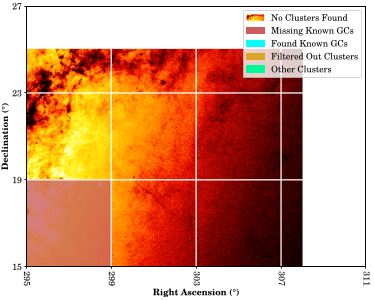 27
23
19
15
Declination (°)
No Clusters Found
Missing Known GCs
Found Known GCs
Filtered Out Clusters
Other Clusters
295
299
303
307
311
Right Ascension (°)